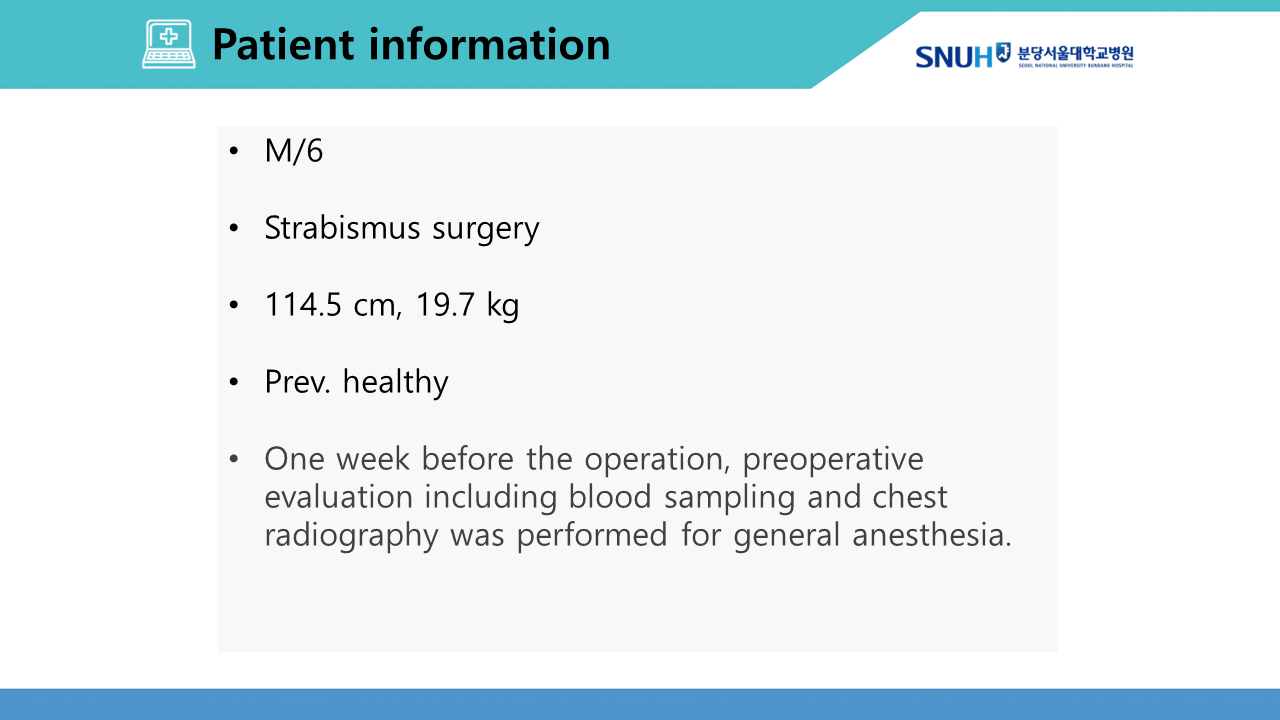 Patient information
SNUH 분당서울대학교병원
SEOUL NATIONAL UNIVERSITY BUNDANG HOSPITAL
• M/6
• Strabismus surgery
• 114.5 cm, 19.7 kg
• Prev. healthy
• One week before the operation, preoperative
evaluation including blood sampling and chest
radiography was performed for general anesthesia.